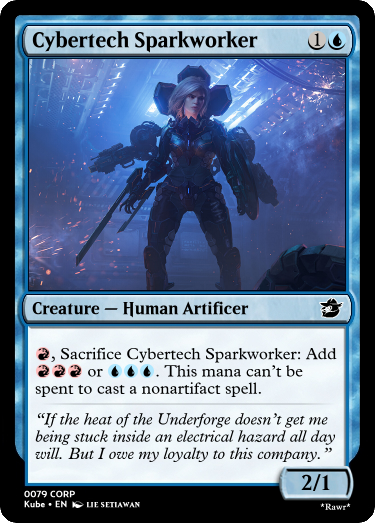 Cybertech Sparkworker 1
Creature — Human Artificer
, Sacrifice Cybertech Sparkworker: Add
or . This mana can't be
spent to cast a nonartifact spell.
"If the heat of the Underforge doesn't get me
being stuck inside an electrical hazard all day
will. But I owe my loyalty to this company."
2/1
0079 CORP
Kube • EN LIE SETIAWAN
*Rawr*